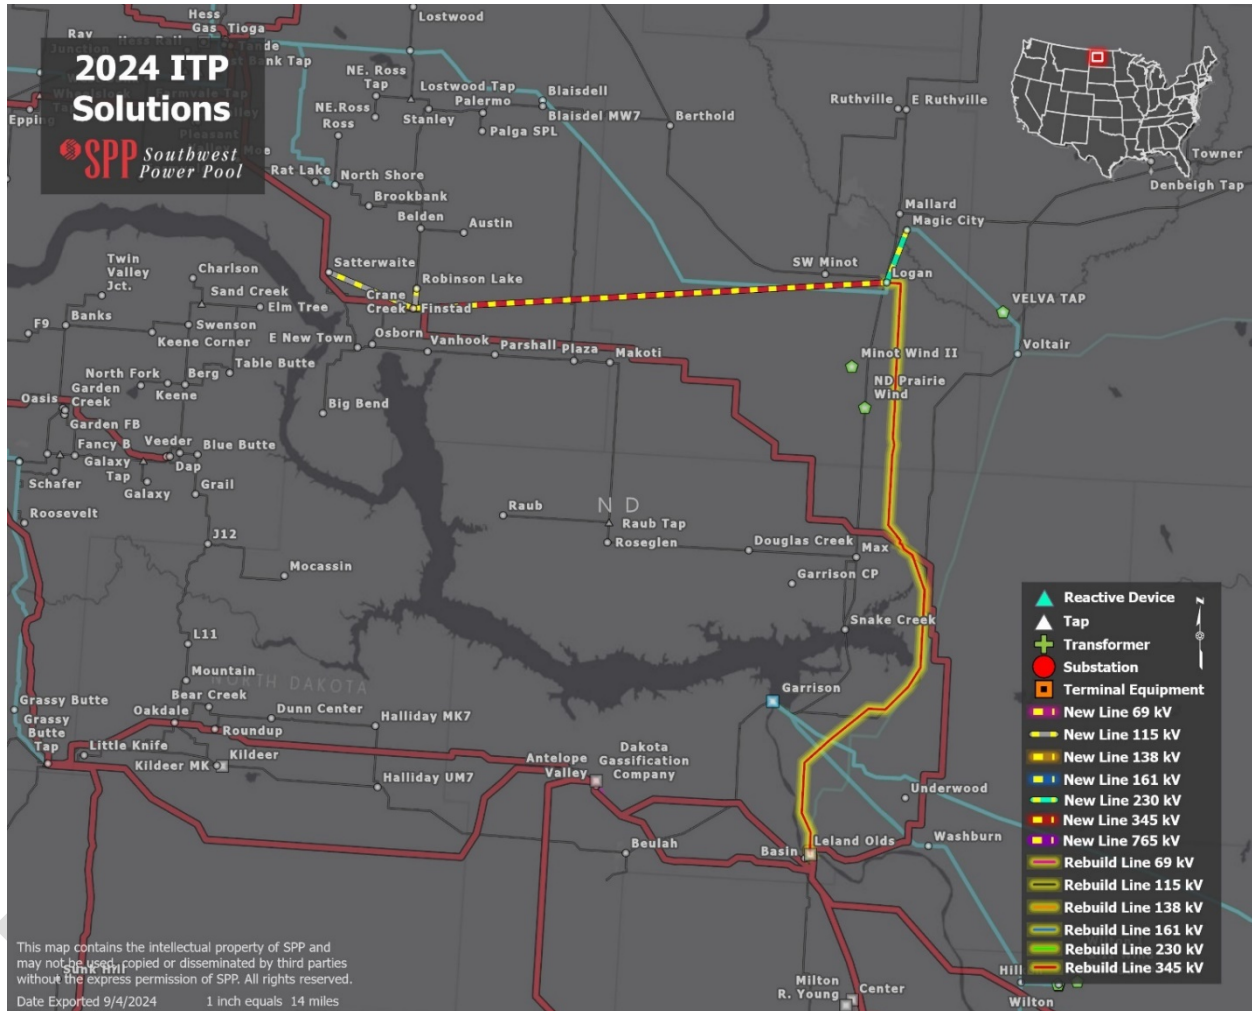 Hess
Gas
Tioga
Lostwood
Ray
Junction
Hess Rail
Tande
st Bank Tap
2024 ITP
Solutions
SPP Southwest
Power Pool
NE. Ross
Tap
Lostwood Tap
Palermo
Blaisdell
Blaisdel MW7
Berthold
Ruthville
E Ruthville
Epping
NE.Ross
Ross
Stanley
Palga SPL
Towner
Denbeigh Tap
Rat Lake
North Shore
Brookbank
Belden
Austin
Mallard
Magic City
Satterwaite
Robinson Lake
Crane
Creek
Finstad
SW Minot
Logan
VELVA TAP
Voltair
Twin
Valley
Jct.
Charlson
Sand Creek
Elm Tree
F9
Banks
Swenson
Keene Corner
E New Town
Osborn
Vanhook
Parshall
Plaza
Makoti
Minot Wind II
ND Prairie
Wind
Table Butte
North Fork
Berg
Keene
Big Bend
Oasis
Garden
Creek
Garden FB
Fancy B
Veeder
Blue Butte
Galaxy
Tap
Dap
Schafer
Galaxy
Grail
Roosevelt
J12
Mocassin
Raub
N D
Raub Tap
Roseglen
Douglas Creek
Max
Garrison CP
Snake Creek
L11
Mountain
NORTH DAKOTA
Bear Creek
Grassy Butte
Grassy
Butte
Tap
Oakdale
Dunn Center
Halliday MK7
Roundup
Little Knife
Kildeer
Kildeer MK
Halliday UM7
Antelope
Valley
Dakota
Gassification
Company
Garrison
Underwood
Washburn
Leland Olds
Basin
Beulah
Reactive Device
Tap
Transformer
Substation
Terminal Equipment
New Line 69 kV
New Line 115 kV
New Line 138 kV
New Line 161 kV
New Line 230 kV
New Line 345 kV
New Line 765 kV
Rebuild Line 69 kV
Rebuild Line 115 kV
Rebuild Line 138 kV
Rebuild Line 161 kV
Rebuild Line 230 kV
Rebuild Line 345 kV
N
This map contains the intellectual property of SPP and
may not be used, copied or disseminated by third parties
without the express permission of SPP. All rights reserved.
Date Exported 9/4/2024 1 inch equals 14 miles
Milton
R. Young
Center
Hill
Wilton